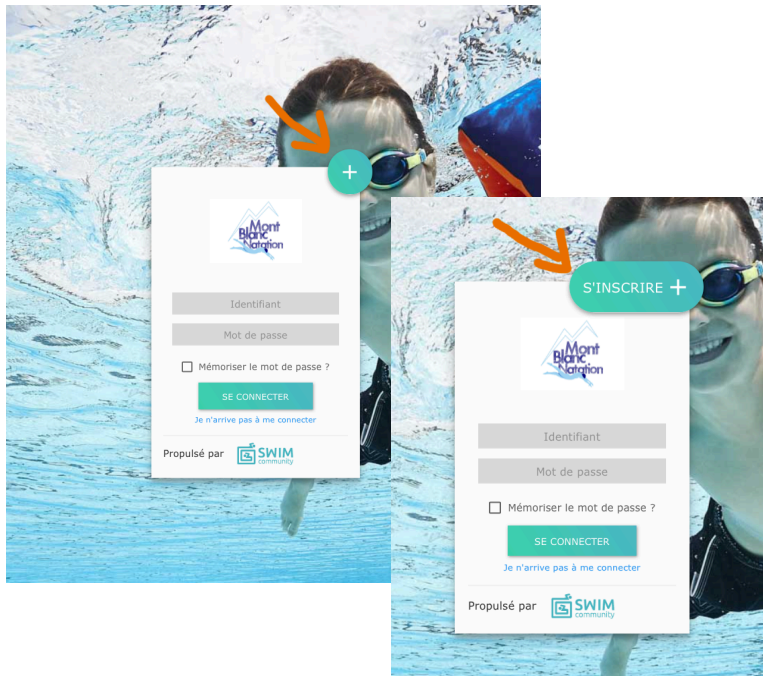 +
Mont
Blanc
Natation
Identifiant
Mot de passe
Mémoriser le mot de passe ?
SE CONNECTER
Je n'arrive pas à me connecter
Propulsé par
SWIM
community
S'INSCRIRE +
Mont
Blanc
Natation
Identifiant
Mot de passe
Mémoriser le mot de passe ?
SE CONNECTER
Je n'arrive pas à me connecter
Propulsé par
SWIM
community